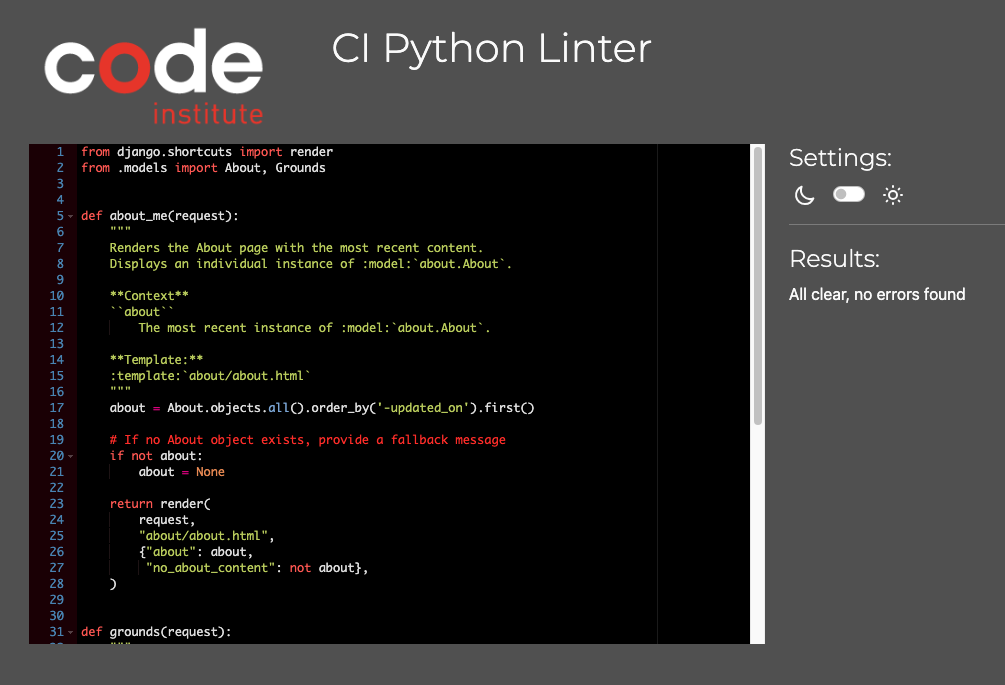 code
institute
CI Python Linter
1 from django.shortcuts import render
2 from .models import About, Grounds
3
4
5 def about_me(request):
6     """
7     Renders the About page with the most recent content.
8     Displays an individual instance of :model:`about.About`.
9
10     **Context**
11     ``about``
12         The most recent instance of :model:`about.About`.
13
14     **Template:**
15     :template:`about/about.html`
16     """
17     about = About.objects.all().order_by('-updated_on').first()
18
19     # If no About object exists, provide a fallback message
20     if not about:
21         about = None
22
23     return render(
24         request,
25         "about/about.html",
26         {"about": about,
27          "no_about_content": not about},
28     )
29
30
31 def grounds(request):
Settings:
Results:
All clear, no errors found